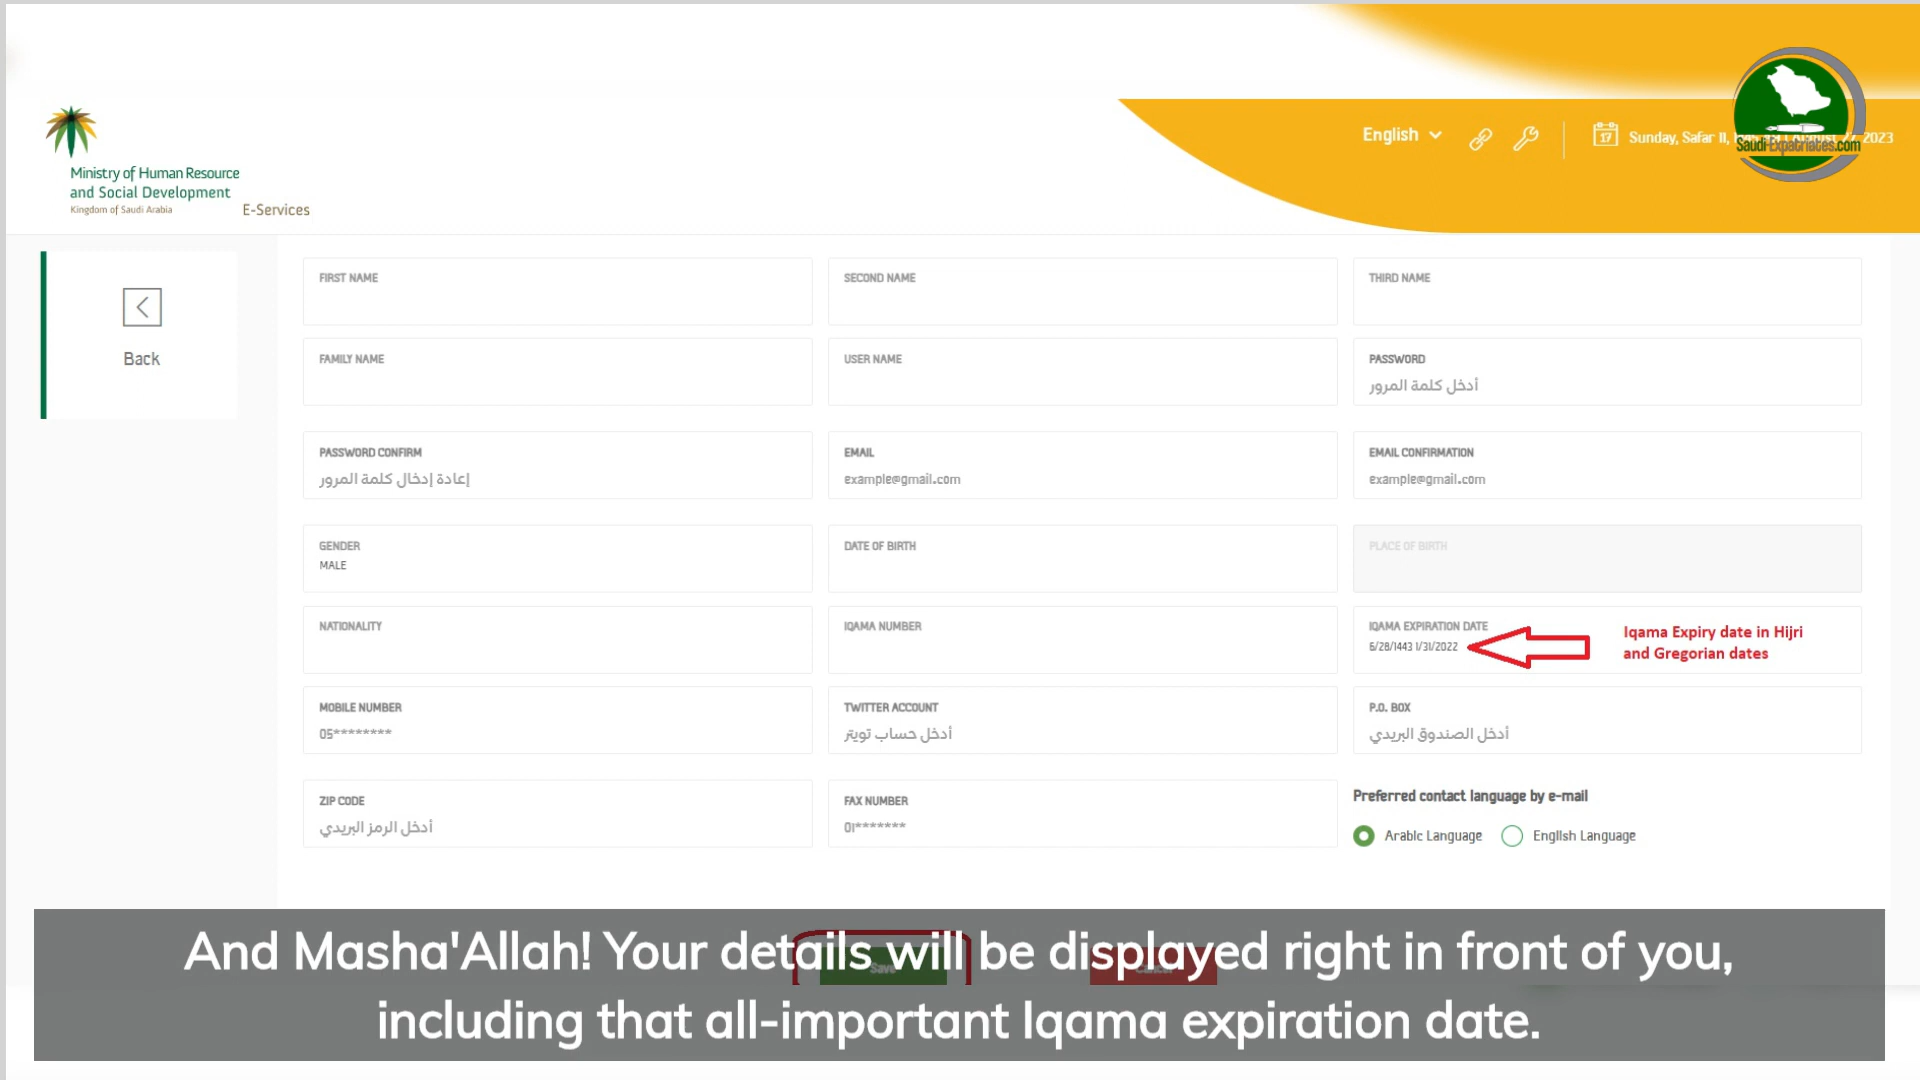 Ministry of Human Resource
and Social Development
Kingdom of Saudi Arabia
E-Services
English
17
Sunday, Safar 11,
2023
Saudi-Expatriates.com
Back
FIRST NAME
SECOND NAME
THIRD NAME
FAMILY NAME
USER NAME
PASSWORD
أدخل كلمة المرور
PASSWORD CONFIRM
إعادة إدخال كلمة المرور
EMAIL
example@gmail.com
EMAIL CONFIRMATION
example@gmail.com
GENDER
MALE
DATE OF BIRTH
PLACE OF BIRTH
NATIONALITY
IQAMA NUMBER
IQAMA EXPIRATION DATE
6/28/1443 1/31/2022
Iqama Expiry date in Hijri
and Gregorian dates
MOBILE NUMBER
05********
TWITTER ACCOUNT
أدخل حساب تويتر
P.O. BOX
أدخل الصندوق البريدي
ZIP CODE
أدخل الرمز البريدي
FAX NUMBER
01*******
Preferred contact language by e-mail
Arabic Language
English Language
And Masha'Allah! Your details will be displayed right in front of you,
including that all-important Iqama expiration date.